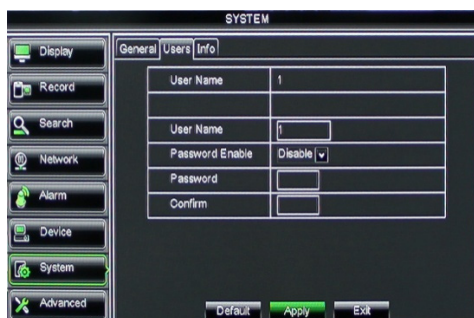 SYSTEM
Display
Record
Search
Network
Alarm
Device
System
Advanced
General Users Info
User Name 1
User Name 1
Password Enable Disable
Password
Confirm
Default Apply Exit